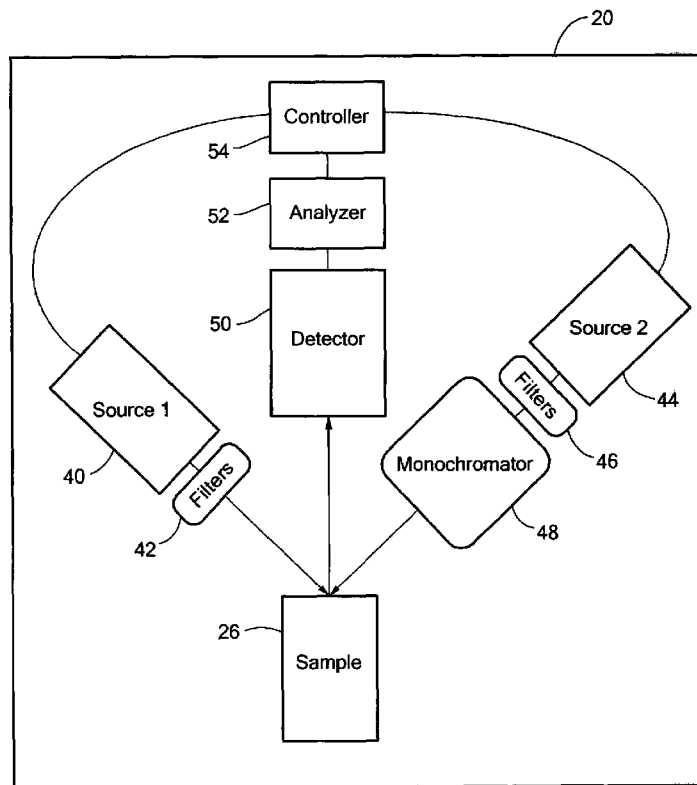 20
Controller
54
52
Analyzer
50
Detector
Source 2
44
Filters
46
Source 1
40
Monochromator
48
Filters
42
26
Sample